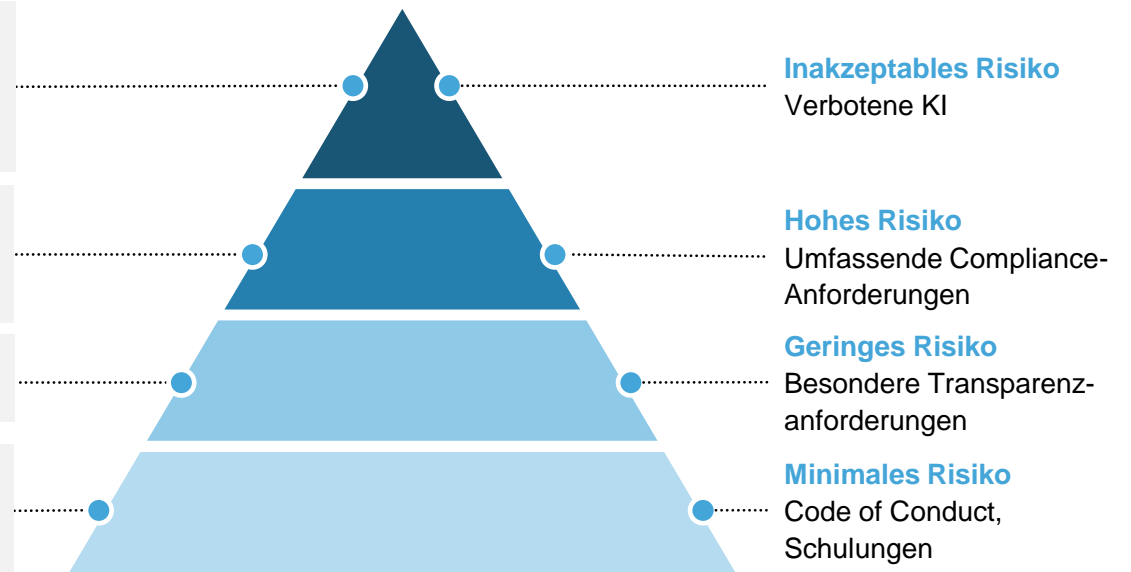 Inakzeptables Risiko
Verbotene KI
Hohes Risiko
Umfassende Compliance-
Anforderungen
Geringes Risiko
Besondere Transparenz-
anforderungen
Minimales Risiko
Code of Conduct,
Schulungen